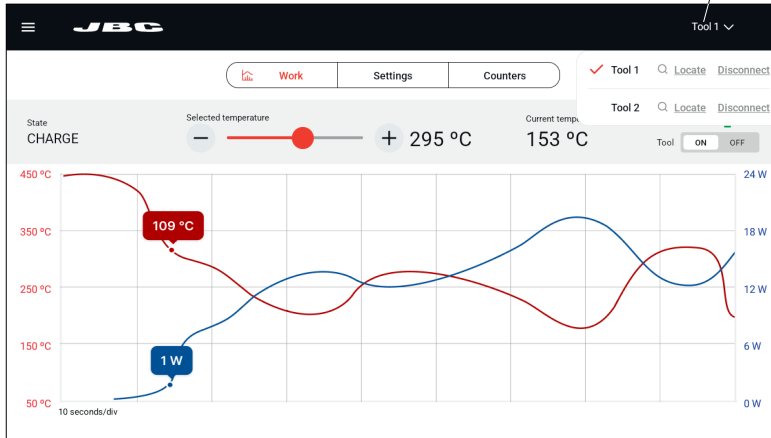 JBC
Tool 1
Work Settings Counters
Tool 1 Locate Disconnect
Tool 2 Locate Disconnect
State
CHARGE
Selected temperature
295 ºC
Current
153 ºC
Tool ON OFF
450 ºC
350 ºC
250 ºC
150 ºC
50 ºC
109 ºC
1 W
24 W
18 W
12 W
6 W
0 W
10 seconds/div